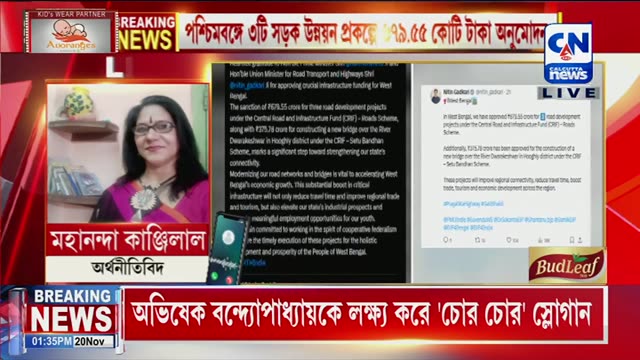 KID's WEAR PARTNER
BREAKING
NEWS
পশ্চিমবঙ্গে ৩টি সড়ক উন্নয়ন প্রকল্পে ৬৭৯.৫৫ কোটি টাকা অনুমোদন
CN
CALCUTTA
news
LIVE
and Hon'ble Union Minister for Road Transport and Highways Shri
@nitin_gadkari Ji for approving crucial infrastructure funding for West
Bengal.
The sanction of ₹679.55 crore for three road development projects
under the Central Road and Infrastructure Fund (CRIF) – Roads Scheme,
along with ₹375.76 crore for constructing a new bridge over the River
Dwarakeshwar in Hooghly district under the CRIF – Setu Bandhan
Scheme, marks a significant step toward strengthening our state's
connectivity.
Modernizing our road networks and bridges is vital to accelerating West
Bengal's economic growth. This substantial boost in critical
infrastructure will not only reduce travel time and improve regional trade
and tourism, but also elevate our state's industrial prospects and
meaningful employment opportunities for our youth.
committed to working in the spirit of cooperative federalism
the timely execution of these projects for the holistic
and prosperity of the People of West Bengal.
Nitin Gadkari @nitin_gadkari
West Bengal
In West Bengal, we have approved ₹679.55 crore for 3 road development
projects under the Central Road and Infrastructure Fund (CRIF) – Roads
Scheme.
Additionally, ₹375.76 crore has been approved for the construction of a
new bridge over the River Dwarakeshwar in Hooghly district under the CRIF
– Setu Bandhan Scheme.
These projects will improve regional connectivity, reduce travel time, boost
trade, tourism and economic development across the region.
#PragatiKaHighway #GatiShakti
মহানন্দা কাঞ্জিলাল
অর্থনীতিবিদ
BudLeaf
BREAKING
NEWS
01:35PM 20Nov
অভিষেক বন্দ্যোপাধ্যায়কে লক্ষ্য করে 'চোর চোর' স্লোগান